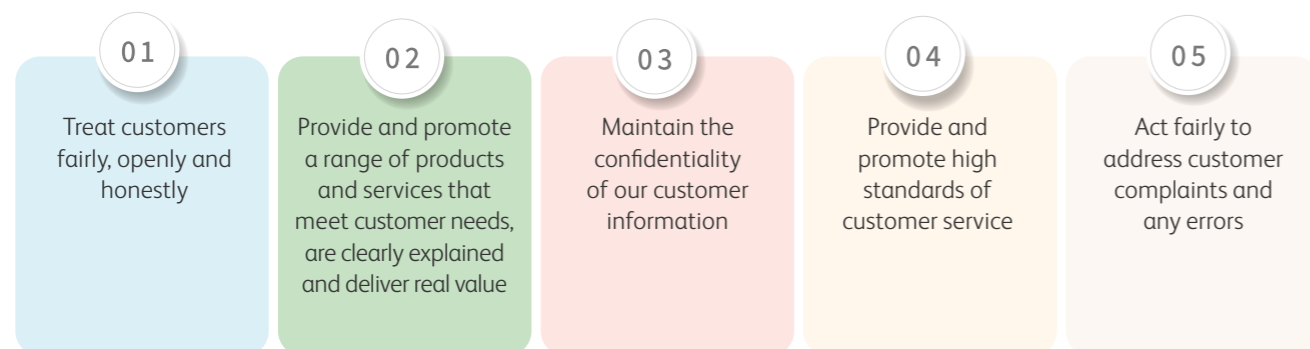 01
Treat customers
fairly, openly and
honestly
02
Provide and promote
a range of products
and services that
meet customer needs,
are clearly explained
and deliver real value
03
Maintain the
confidentiality
of our customer
information
04
Provide and
promote high
standards of
customer service
05
Act fairly to
address customer
complaints and
any errors